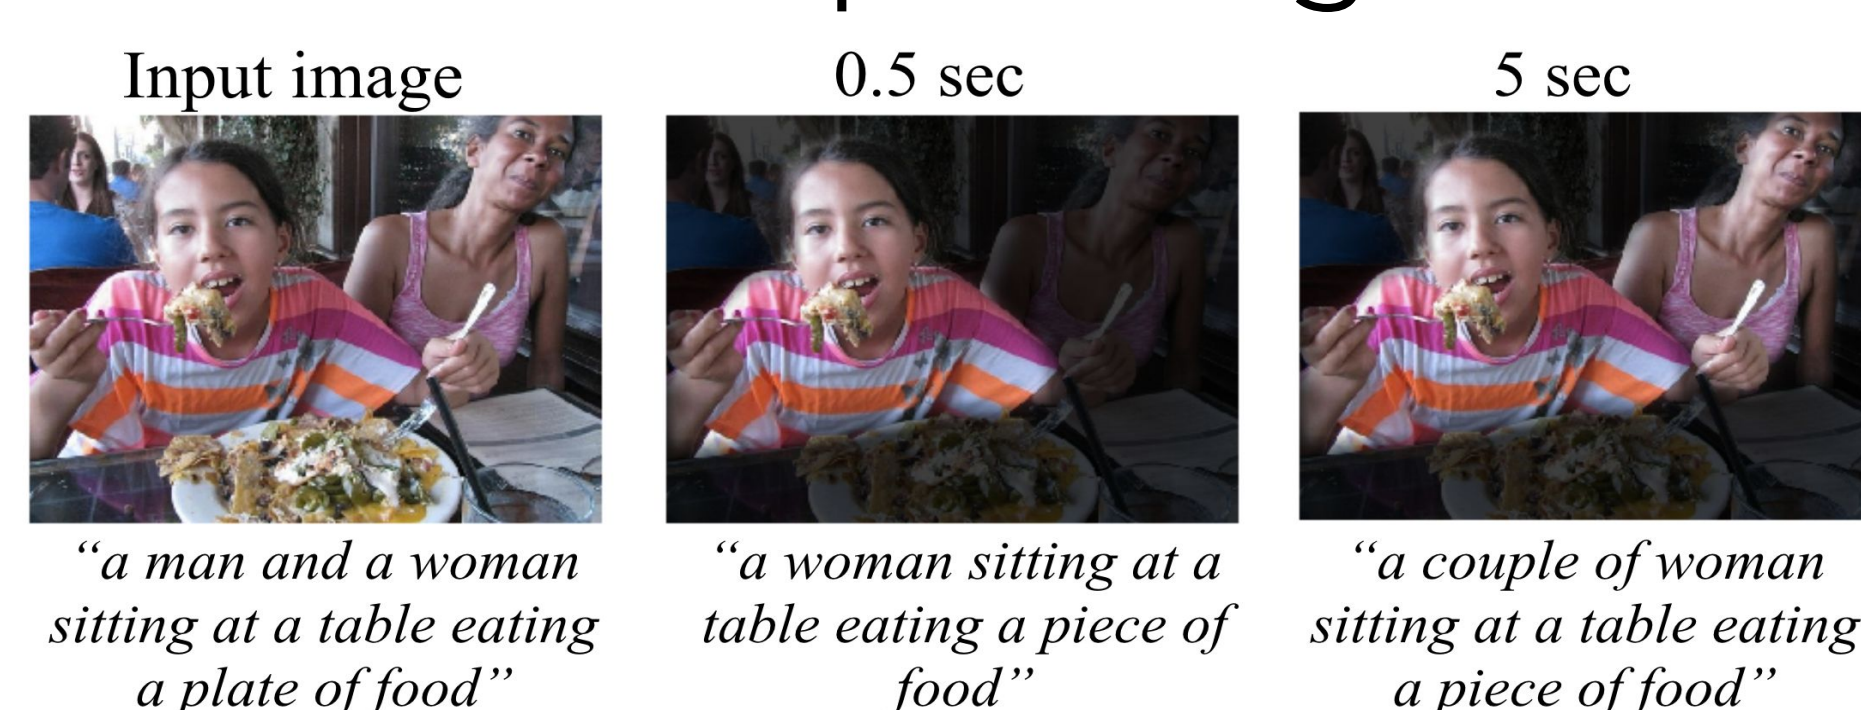 Input image
0.5 sec
5 sec
“a man and a woman
sitting at a table eating
a plate of food”
“a woman sitting at a
table eating a piece of
food”
“a couple of woman
sitting at a table eating
a piece of food”